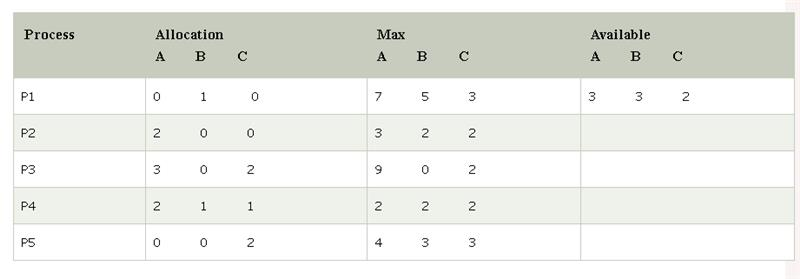 Process Allocation Max Available
A B C A B C A B C
P1 0 1 0 7 5 3 3 3 2
P2 2 0 0 3 2 2
P3 3 0 2 9 0 2
P4 2 1 1 2 2 2
P5 0 0 2 4 3 3